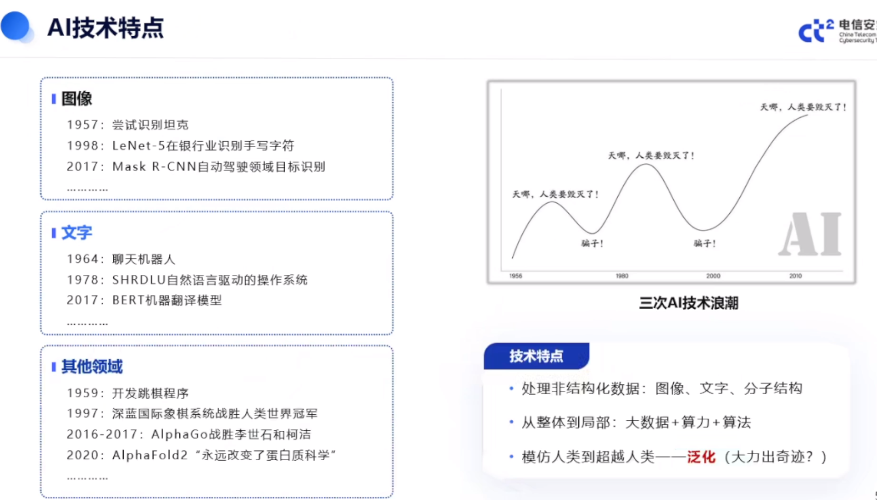 AI技术特点
ct² 电信安
China Telecom
Cybersecurity T
图像
1957：尝试识别坦克
1998：LeNet-5在银行业识别手写字符
2017：Mask R-CNN自动驾驶领域目标识别
…………
文字
1964：聊天机器人
1978：SHRDLU自然语言驱动的操作系统
2017：BERT机器翻译模型
…………
其他领域
1959：开发跳棋程序
1997：深蓝国际象棋系统战胜人类世界冠军
2016-2017：AlphaGo战胜李世石和柯洁
2020：AlphaFold2“永远改变了蛋白质科学”
…………
天哪，人类要毁灭了！
天哪，人类要毁灭了！
天哪，人类要毁灭了！
骗子！
骗子！
AI
1956 1980 2000 2010
三次AI技术浪潮
技术特点
• 处理非结构化数据：图像、文字、分子结构
• 从整体到局部：大数据+算力+算法
• 模仿人类到超越人类——泛化（大力出奇迹？）